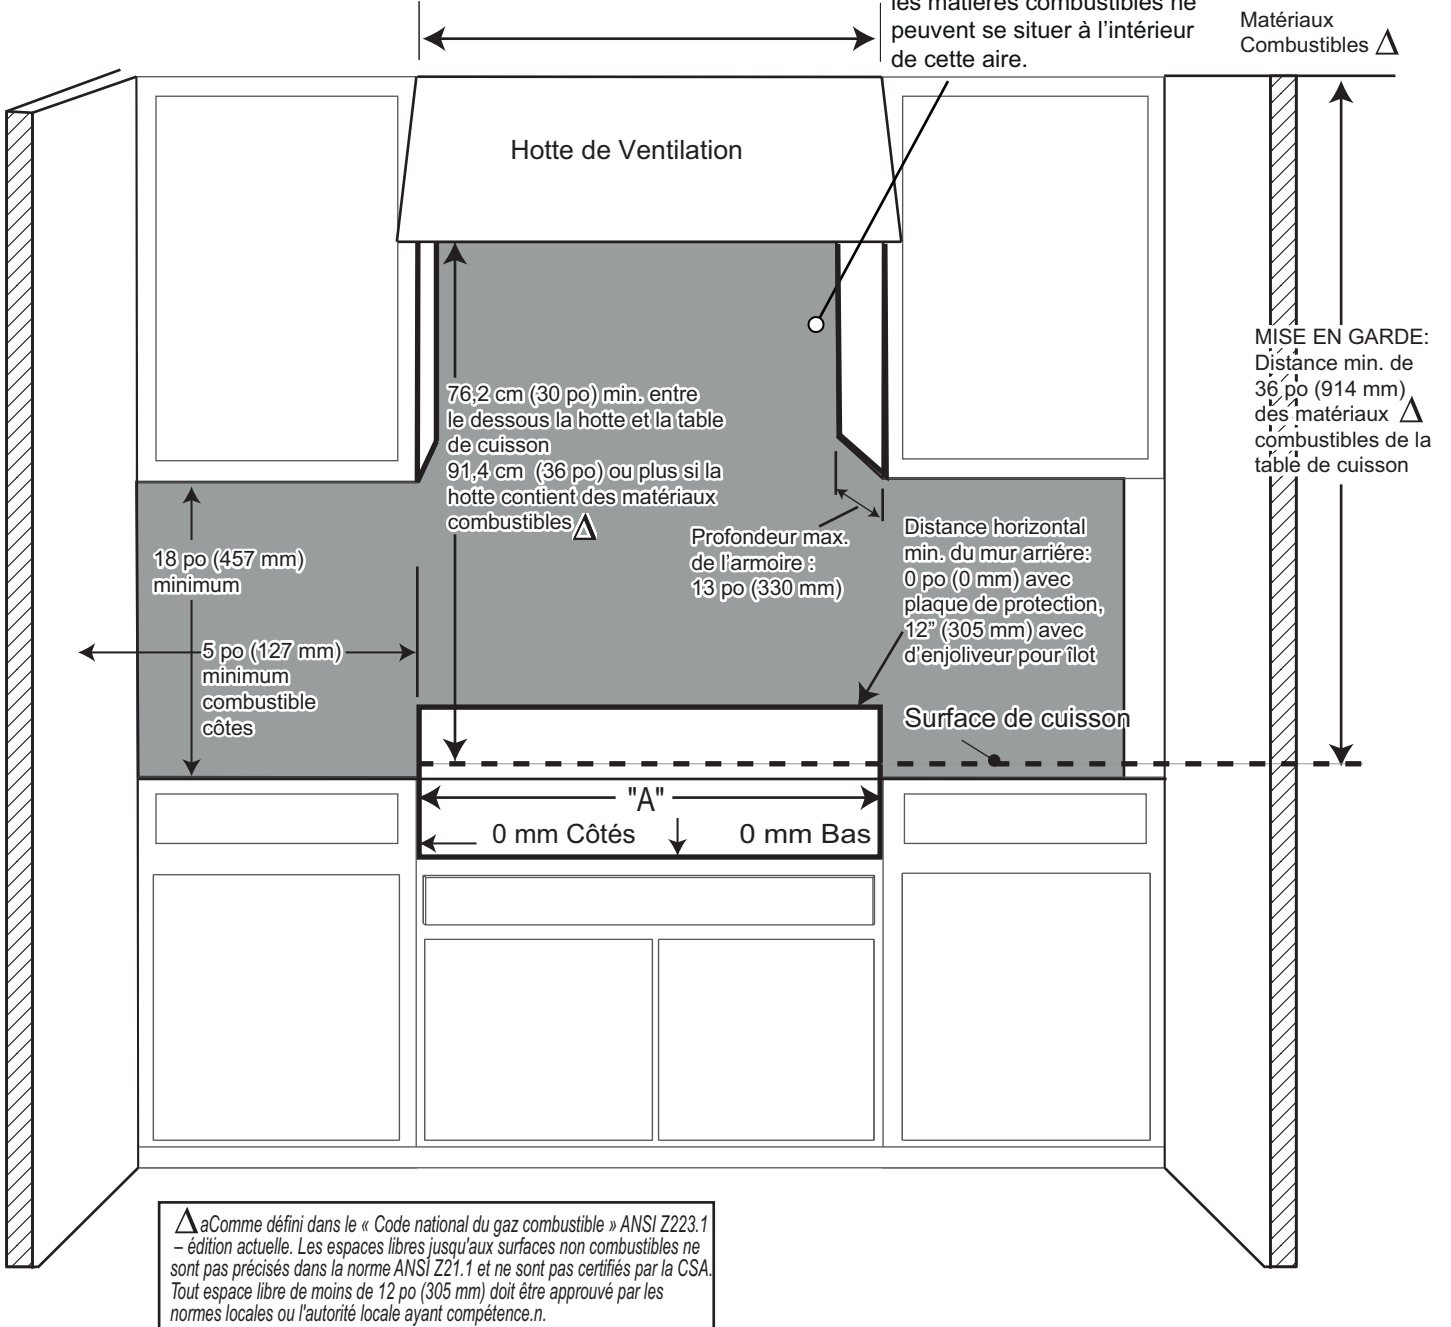 les matières combustibles ne
peuvent se situer à l'intérieur
de cette aire.
Matériaux
Combustibles Δ
Hotte de Ventilation
MISE EN GARDE:
Distance min. de
36 po (914 mm)
des matériaux Δ
combustibles de la
table de cuisson
76,2 cm (30 po) min. entre
le dessous la hotte et la table
de cuisson
91,4 cm (36 po) ou plus si la
hotte contient des matériaux
combustibles Δ
Profondeur max.
de l'armoire :
13 po (330 mm)
Distance horizontal
min. du mur arriére:
0 po (0 mm) avec
plaque de protection,
12” (305 mm) avec
d'enjoliveur pour îlot
18 po (457 mm)
minimum
5 po (127 mm)
minimum
combustible
côtes
Surface de cuisson
"A"
0 mm Côtés
0 mm Bas
Δ aComme défini dans le « Code national du gaz combustible » ANSI Z223.1
– édition actuelle. Les espaces libres jusqu'aux surfaces non combustibles ne
sont pas précisés dans la norme ANSI Z21.1 et ne sont pas certifiés par la CSA.
Tout espace libre de moins de 12 po (305 mm) doit être approuvé par les
normes locales ou l'autorité locale ayant compétence.n.